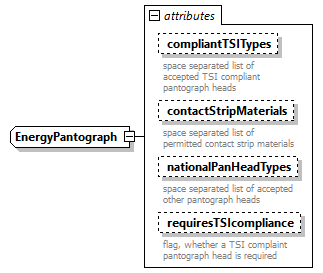 attributes
compliantTSITypes
space separated list of
accepted TSI compliant
pantograph heads
contactStripMaterials
space separated list of
permitted contact strip materials
EnergyPantograph
nationalPanHeadTypes
space separated list of accepted
other pantograph heads
requiresTSIcompliance
flag, whether a TSI complaint
pantograph head is required